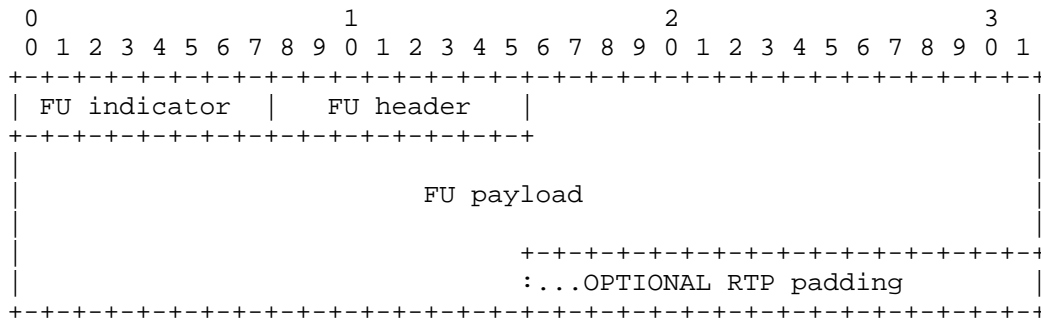 0                   1                   2                   3
 0 1 2 3 4 5 6 7 8 9 0 1 2 3 4 5 6 7 8 9 0 1 2 3 4 5 6 7 8 9 0 1
+-+-+-+-+-+-+-+-+-+-+-+-+-+-+-+-+-+-+-+-+-+-+-+-+-+-+-+-+-+-+-+-+
| FU indicator  |   FU header   |                               |
+-+-+-+-+-+-+-+-+-+-+-+-+-+-+-+-+                               |
|                                                               |
|                         FU payload                            |
|                                                               |
|                               +-+-+-+-+-+-+-+-+-+-+-+-+-+-+-+-+
|                               :...OPTIONAL RTP padding        |
+-+-+-+-+-+-+-+-+-+-+-+-+-+-+-+-+-+-+-+-+-+-+-+-+-+-+-+-+-+-+-+-+